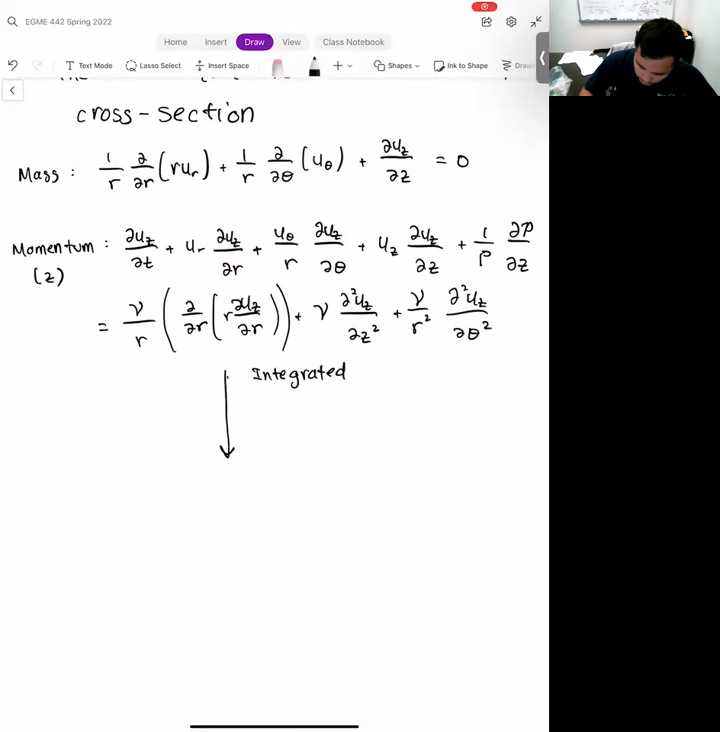 EGME 442 Spring 2022
Home Insert Draw View Class Notebook
T Text Mode Lasso Select Insert Space Shapes Ink to Shape
cross-section
Mass : 1/r ∂/∂r (ru_r) + 1/r ∂/∂θ (u_θ) + ∂u_z/∂z = 0
Momentum : ∂u_z/∂t + u_r ∂u_z/∂r + u_θ/r ∂u_z/∂θ + u_z ∂u_z/∂z + 1/ρ ∂P/∂z
(z)
= ν/r (∂/∂r (r ∂u_z/∂r)) + ν ∂²u_z/∂z² + ν/r² ∂²u_z/∂θ²
Integrated